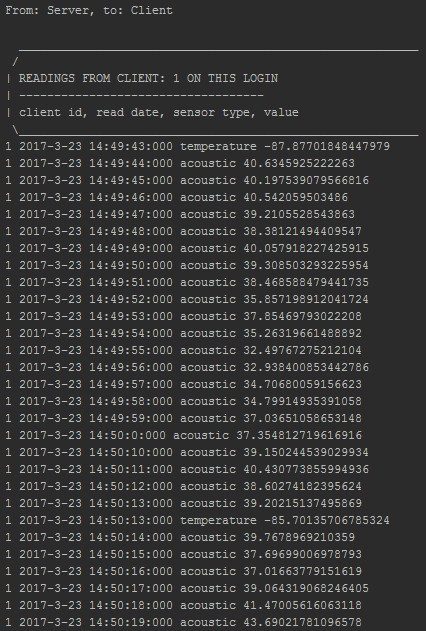 From: Server, to: Client
/
| READINGS FROM CLIENT: 1 ON THIS LOGIN
| -----------------------------------
| client id, read date, sensor type, value
\
1 2017-3-23 14:49:43:000 temperature -87.87701848447979
1 2017-3-23 14:49:44:000 acoustic 40.6345925222263
1 2017-3-23 14:49:45:000 acoustic 40.197539079566816
1 2017-3-23 14:49:46:000 acoustic 40.542059503486
1 2017-3-23 14:49:47:000 acoustic 39.2105528543863
1 2017-3-23 14:49:48:000 acoustic 38.38121494409547
1 2017-3-23 14:49:49:000 acoustic 40.057918227425915
1 2017-3-23 14:49:50:000 acoustic 39.308503293225954
1 2017-3-23 14:49:51:000 acoustic 38.468588479441735
1 2017-3-23 14:49:52:000 acoustic 35.857198912041724
1 2017-3-23 14:49:53:000 acoustic 37.85469793022208
1 2017-3-23 14:49:54:000 acoustic 35.26319661488892
1 2017-3-23 14:49:55:000 acoustic 32.49767275212104
1 2017-3-23 14:49:56:000 acoustic 32.938400853442786
1 2017-3-23 14:49:57:000 acoustic 34.70680059156623
1 2017-3-23 14:49:58:000 acoustic 34.79914935391058
1 2017-3-23 14:49:59:000 acoustic 37.03651058653148
1 2017-3-23 14:50:0:000 acoustic 37.354812719616916
1 2017-3-23 14:50:10:000 acoustic 39.150244539029934
1 2017-3-23 14:50:11:000 acoustic 40.430773855994936
1 2017-3-23 14:50:12:000 acoustic 38.60274182395624
1 2017-3-23 14:50:13:000 acoustic 39.20215137495869
1 2017-3-23 14:50:13:000 temperature -85.70135706785324
1 2017-3-23 14:50:14:000 acoustic 39.7678969210359
1 2017-3-23 14:50:15:000 acoustic 37.69699006978793
1 2017-3-23 14:50:16:000 acoustic 37.01663779151619
1 2017-3-23 14:50:17:000 acoustic 39.064319068246405
1 2017-3-23 14:50:18:000 acoustic 41.47005616063118
1 2017-3-23 14:50:19:000 acoustic 43.69021781096578